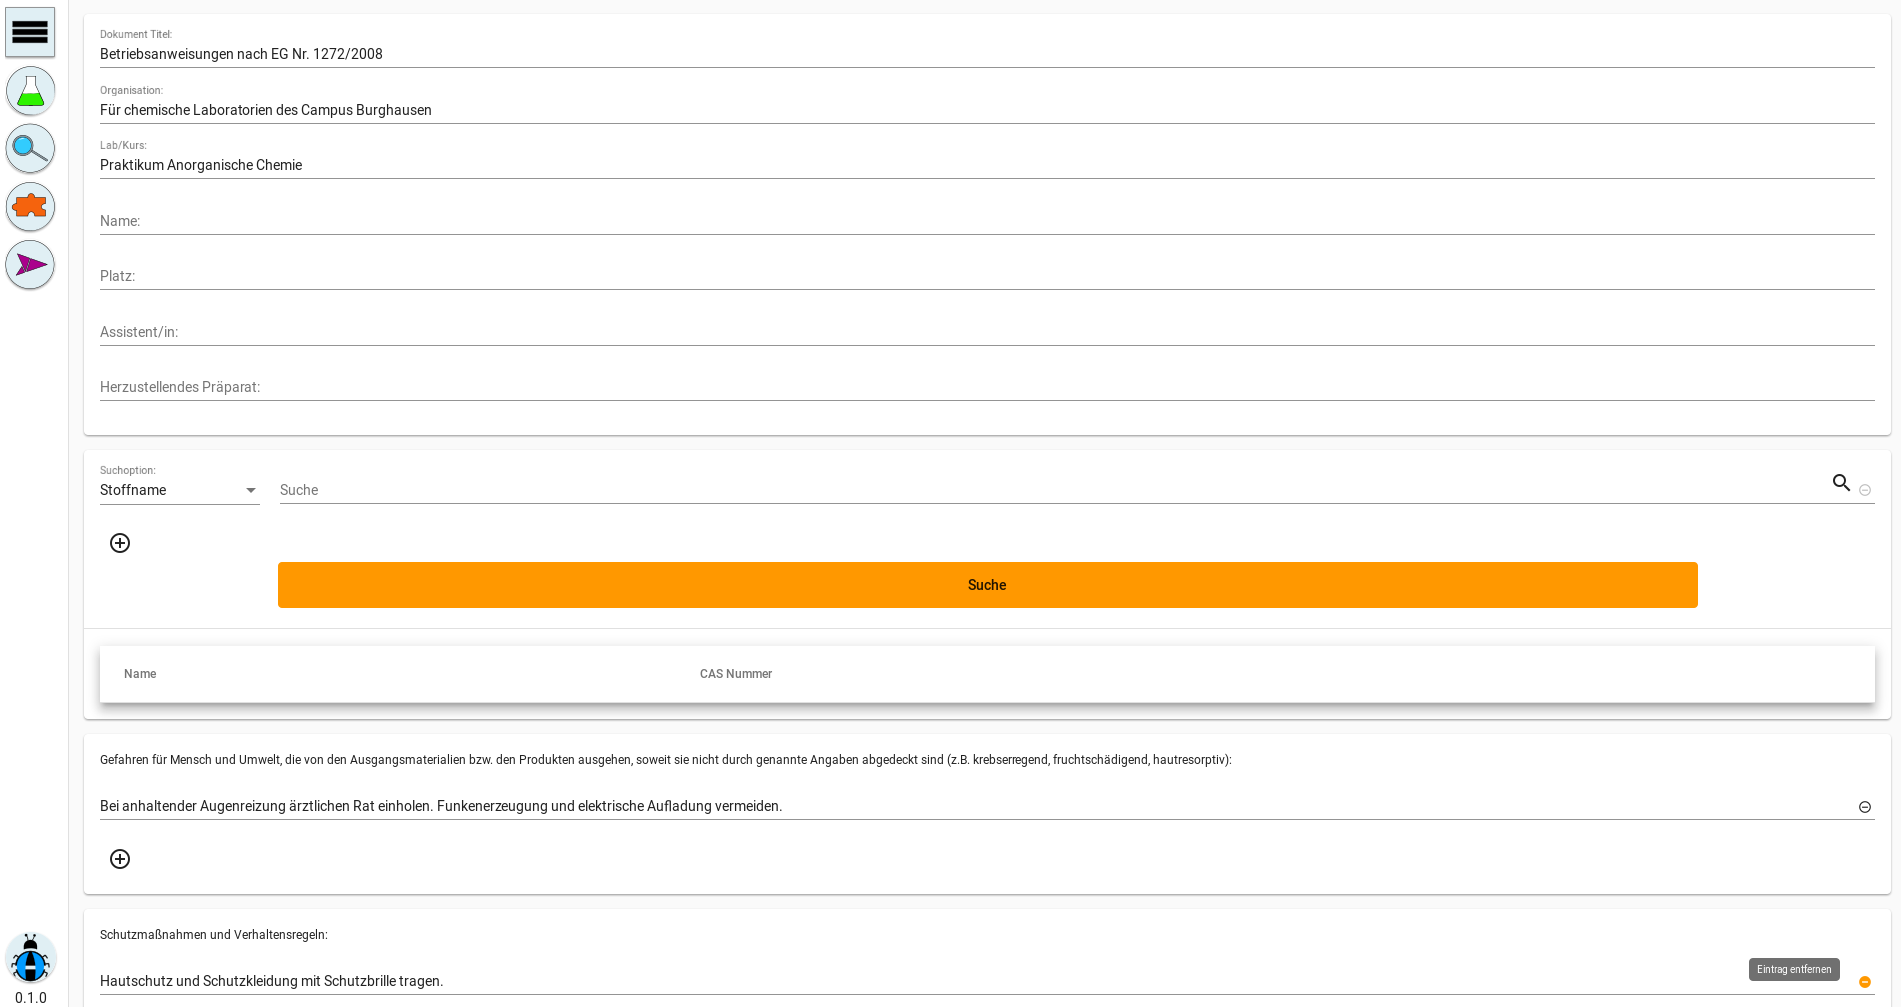 Dokument Titel:
Betriebsanweisungen nach EG Nr. 1272/2008
Organisation:
Für chemische Laboratorien des Campus Burghausen
Lab/Kurs:
Praktikum Anorganische Chemie
Name:
Platz:
Assistent/in:
Herzustellendes Präparat:
Suchoption:
Stoffname
Suche
Suche
Name CAS Nummer
Gefahren für Mensch und Umwelt, die von den Ausgangsmaterialien bzw. den Produkten ausgehen, soweit sie nicht durch genannte Angaben abgedeckt sind (z.B. krebserregend, fruchtschädigend, hautresorptiv):
Bei anhaltender Augenreizung ärztlichen Rat einholen. Funkenerzeugung und elektrische Aufladung vermeiden.
Schutzmaßnahmen und Verhaltensregeln:
Eintrag entfernen
Hautschutz und Schutzkleidung mit Schutzbrille tragen.
0.1.0